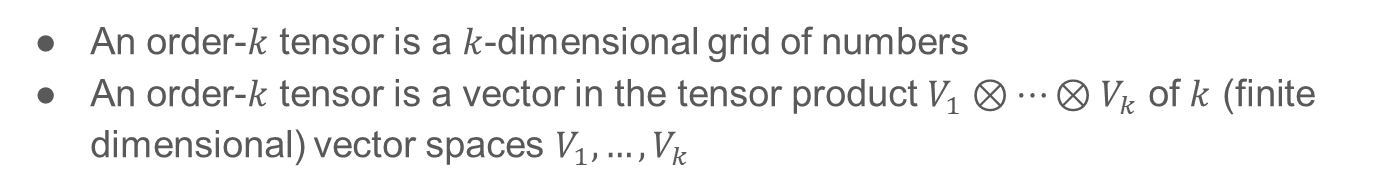 ● An order-𝑘 tensor is a 𝑘-dimensional grid of numbers
● An order-𝑘 tensor is a vector in the tensor product 𝑉₁ ⊗ ⋯ ⊗ 𝑉ₖ of 𝑘 (finite
dimensional) vector spaces 𝑉₁, … , 𝑉ₖ